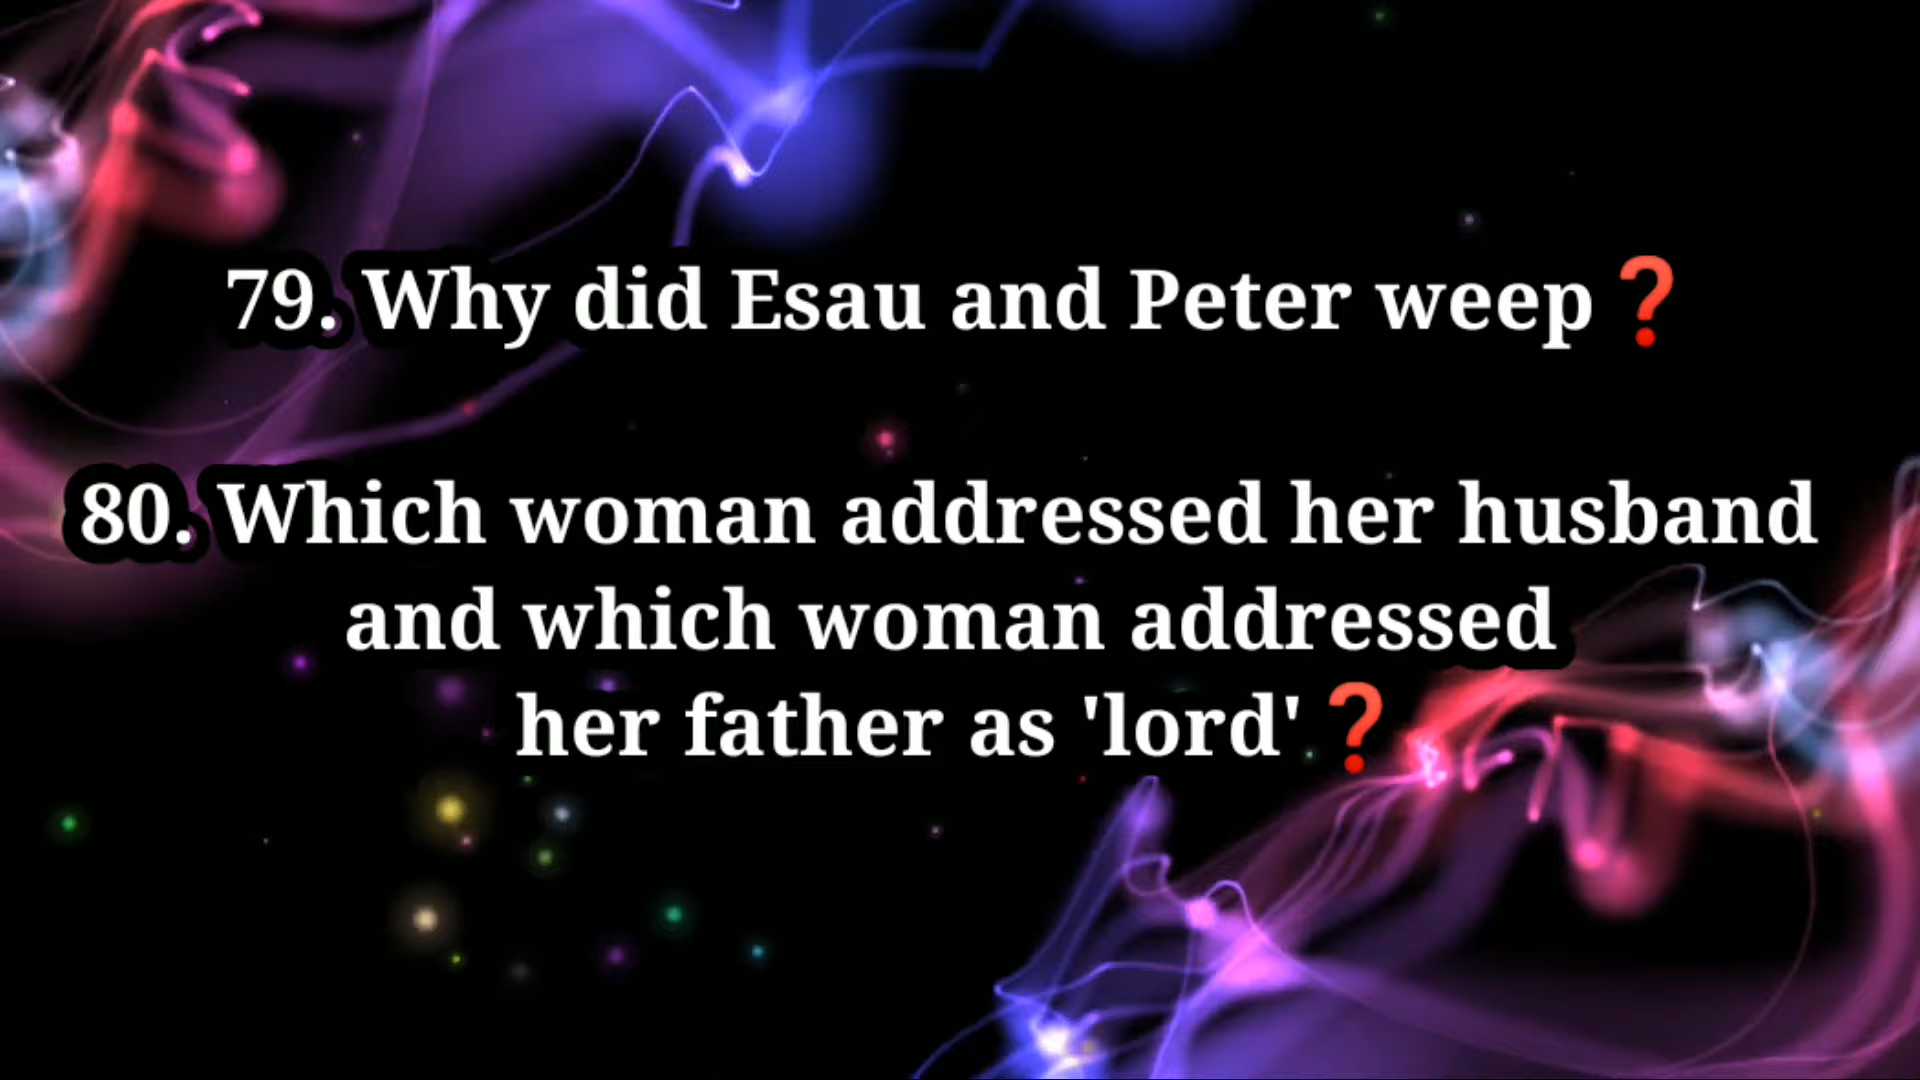 79. Why did Esau and Peter weep❓
80. Which woman addressed her husband
and which woman addressed
her father as 'lord'❓